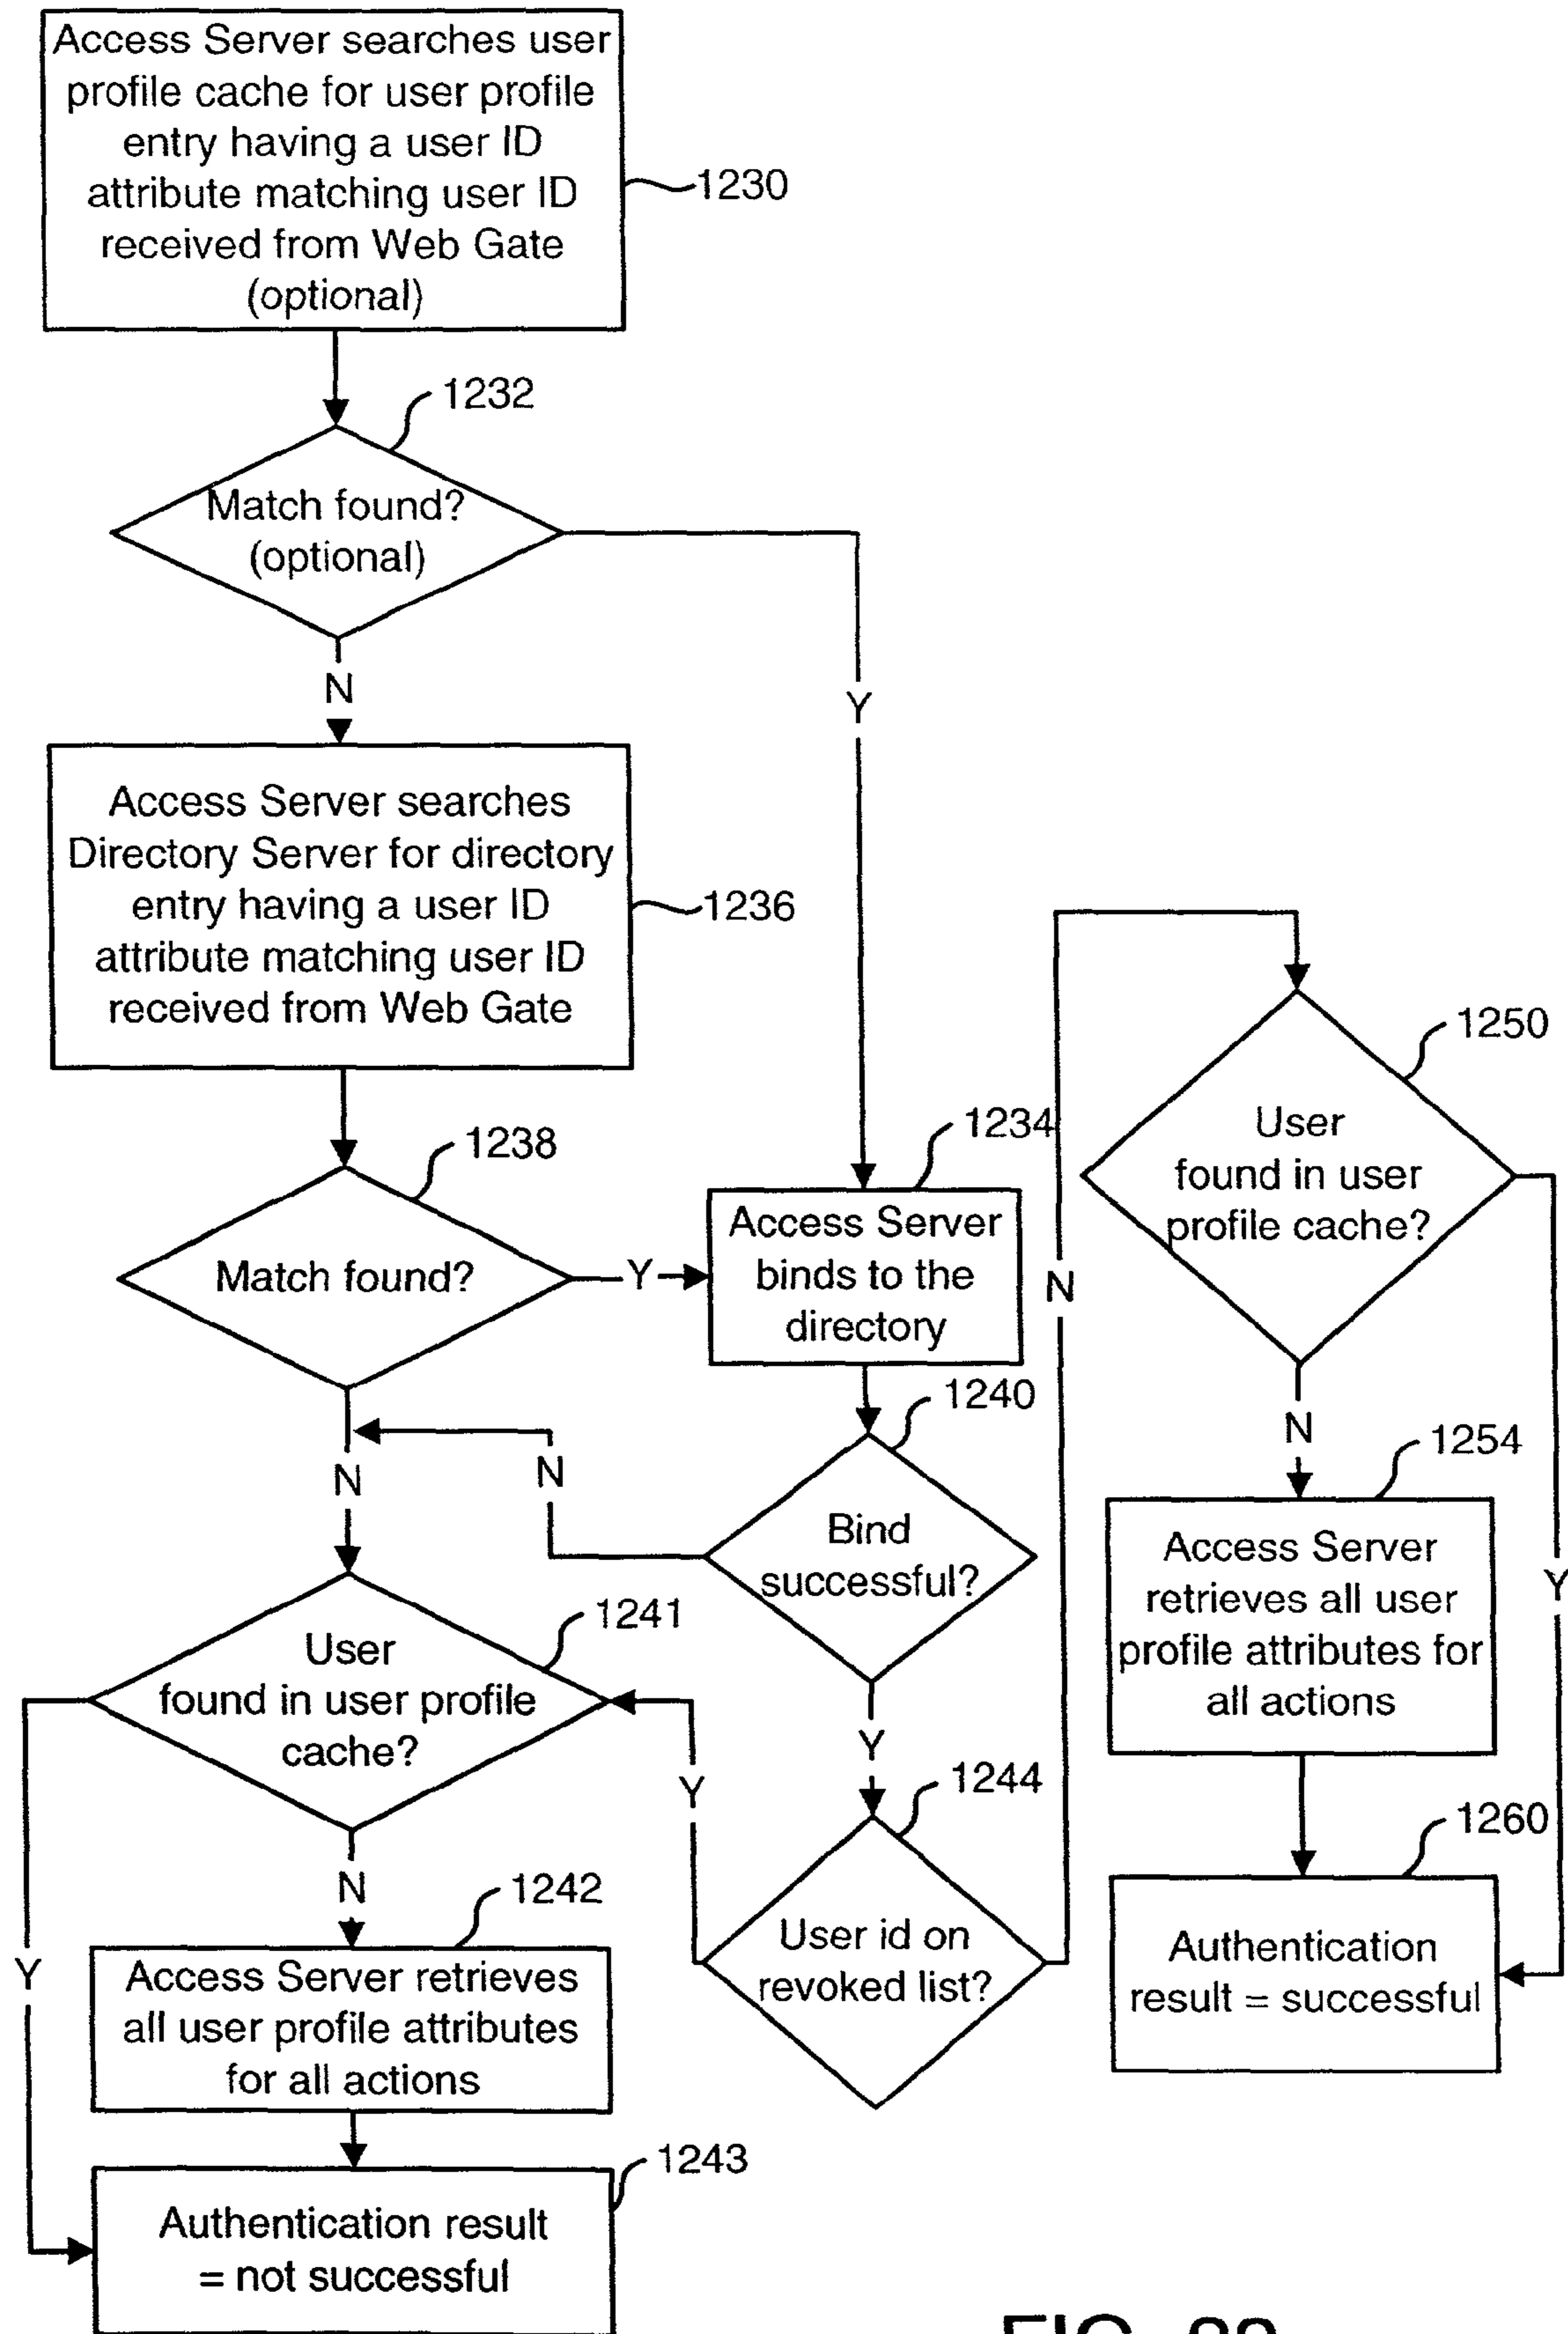 Access Server searches user
profile cache for user profile
entry having a user ID
attribute matching user ID
received from Web Gate
(optional)
1230
1232
Match found?
(optional)
N
Y
Access Server searches
Directory Server for directory
entry having a user ID
attribute matching user ID
received from Web Gate
1236
1238
Match found?
Y
1234
Access Server
binds to the
directory
N
1240
Bind
successful?
N
Y
1241
User
found in user profile
cache?
Y
N
1242
Access Server retrieves
all user profile attributes
for all actions
1243
Authentication result
= not successful
1244
User id on
revoked list?
Y
N
1250
User
found in user
profile cache?
N
Y
1254
Access Server
retrieves all user
profile attributes for
all actions
1260
Authentication
result = successful
FIG.